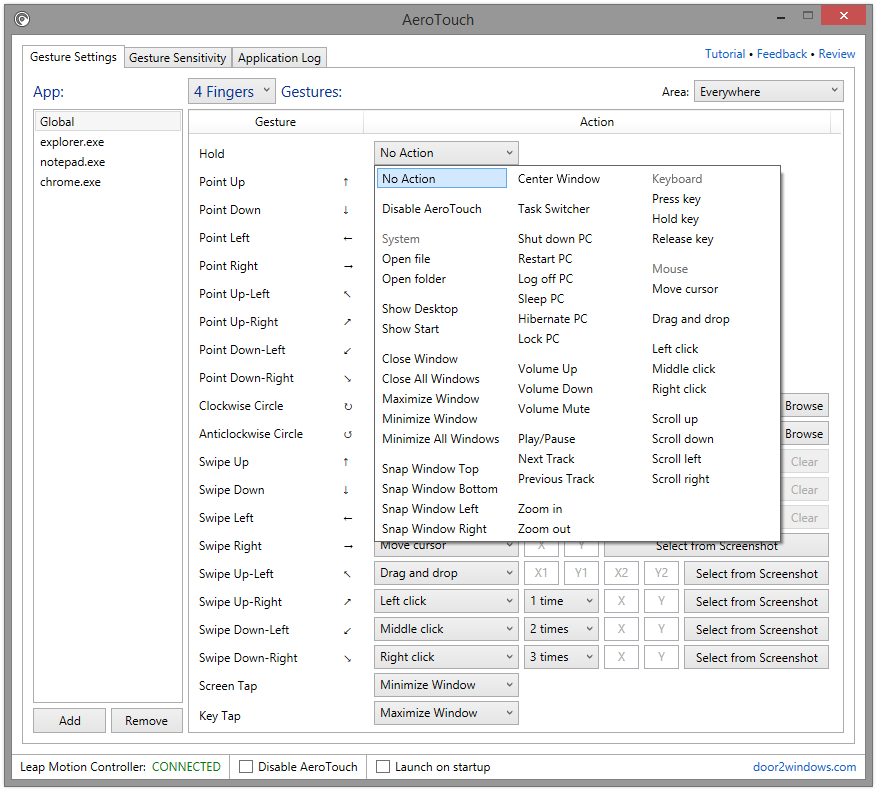 AeroTouch
Gesture Settings Gesture Sensitivity Application Log
Tutorial • Feedback • Review
App: 4 Fingers Gestures: Area: Everywhere
Global
explorer.exe
notepad.exe
chrome.exe
Add Remove
Gesture Action
Hold No Action
Point Up ↑
Point Down ↓
Point Left ←
Point Right →
Point Up-Left ↖
Point Up-Right ↗
Point Down-Left ↙
Point Down-Right ↘
Clockwise Circle ↻
Anticlockwise Circle ↺
Swipe Up ↑
Swipe Down ↓
Swipe Left ←
Swipe Right →
Swipe Up-Left ↖
Swipe Up-Right ↗
Swipe Down-Left ↙
Swipe Down-Right ↘
Screen Tap
Key Tap
No Action
Disable AeroTouch
System
Open file
Open folder
Show Desktop
Show Start
Close Window
Close All Windows
Maximize Window
Minimize Window
Minimize All Windows
Snap Window Top
Snap Window Bottom
Snap Window Left
Snap Window Right
Center Window
Task Switcher
Shut down PC
Restart PC
Log off PC
Sleep PC
Hibernate PC
Lock PC
Volume Up
Volume Down
Volume Mute
Play/Pause
Next Track
Previous Track
Zoom in
Zoom out
Keyboard
Press key
Hold key
Release key
Mouse
Move cursor
Drag and drop
Left click
Middle click
Right click
Scroll up
Scroll down
Scroll left
Scroll right
Browse
Browse
Clear
Clear
Clear
Move cursor X Y Select from Screenshot
Drag and drop X1 Y1 X2 Y2 Select from Screenshot
Left click 1 time X Y Select from Screenshot
Middle click 2 times X Y Select from Screenshot
Right click 3 times X Y Select from Screenshot
Minimize Window
Maximize Window
Leap Motion Controller: CONNECTED Disable AeroTouch Launch on startup door2windows.com